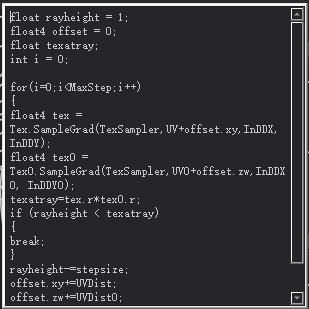 float rayheight = 1;
float4 offset = 0;
float texatray;
int i = 0;

for(i=0;i<MaxStep;i++)
{
float4 tex =
Tex.SampleGrad(TexSampler,UV+offset.xy,InDDX,
InDDY);
float4 tex0 =
Tex0.SampleGrad(TexSampler,UV0+offset.zw,InDDX
0, InDDY0);
texatray=tex.r*tex0.r;
if (rayheight < texatray)
{
break;
}
rayheight-=stepsize;
offset.xy+=UVDist;
offset.zw+=UVDist0;